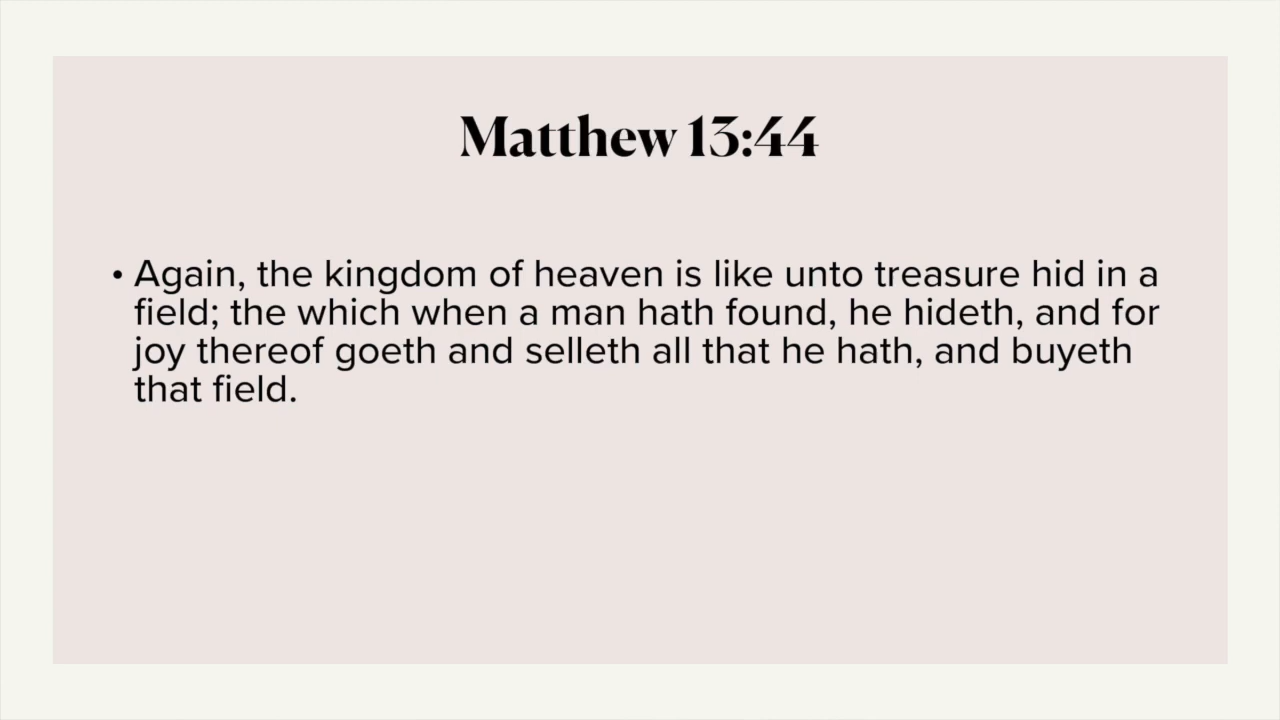 Matthew 13:44
• Again, the kingdom of heaven is like unto treasure hid in a
field; the which when a man hath found, he hideth, and for
joy thereof goeth and selleth all that he hath, and buyeth
that field.